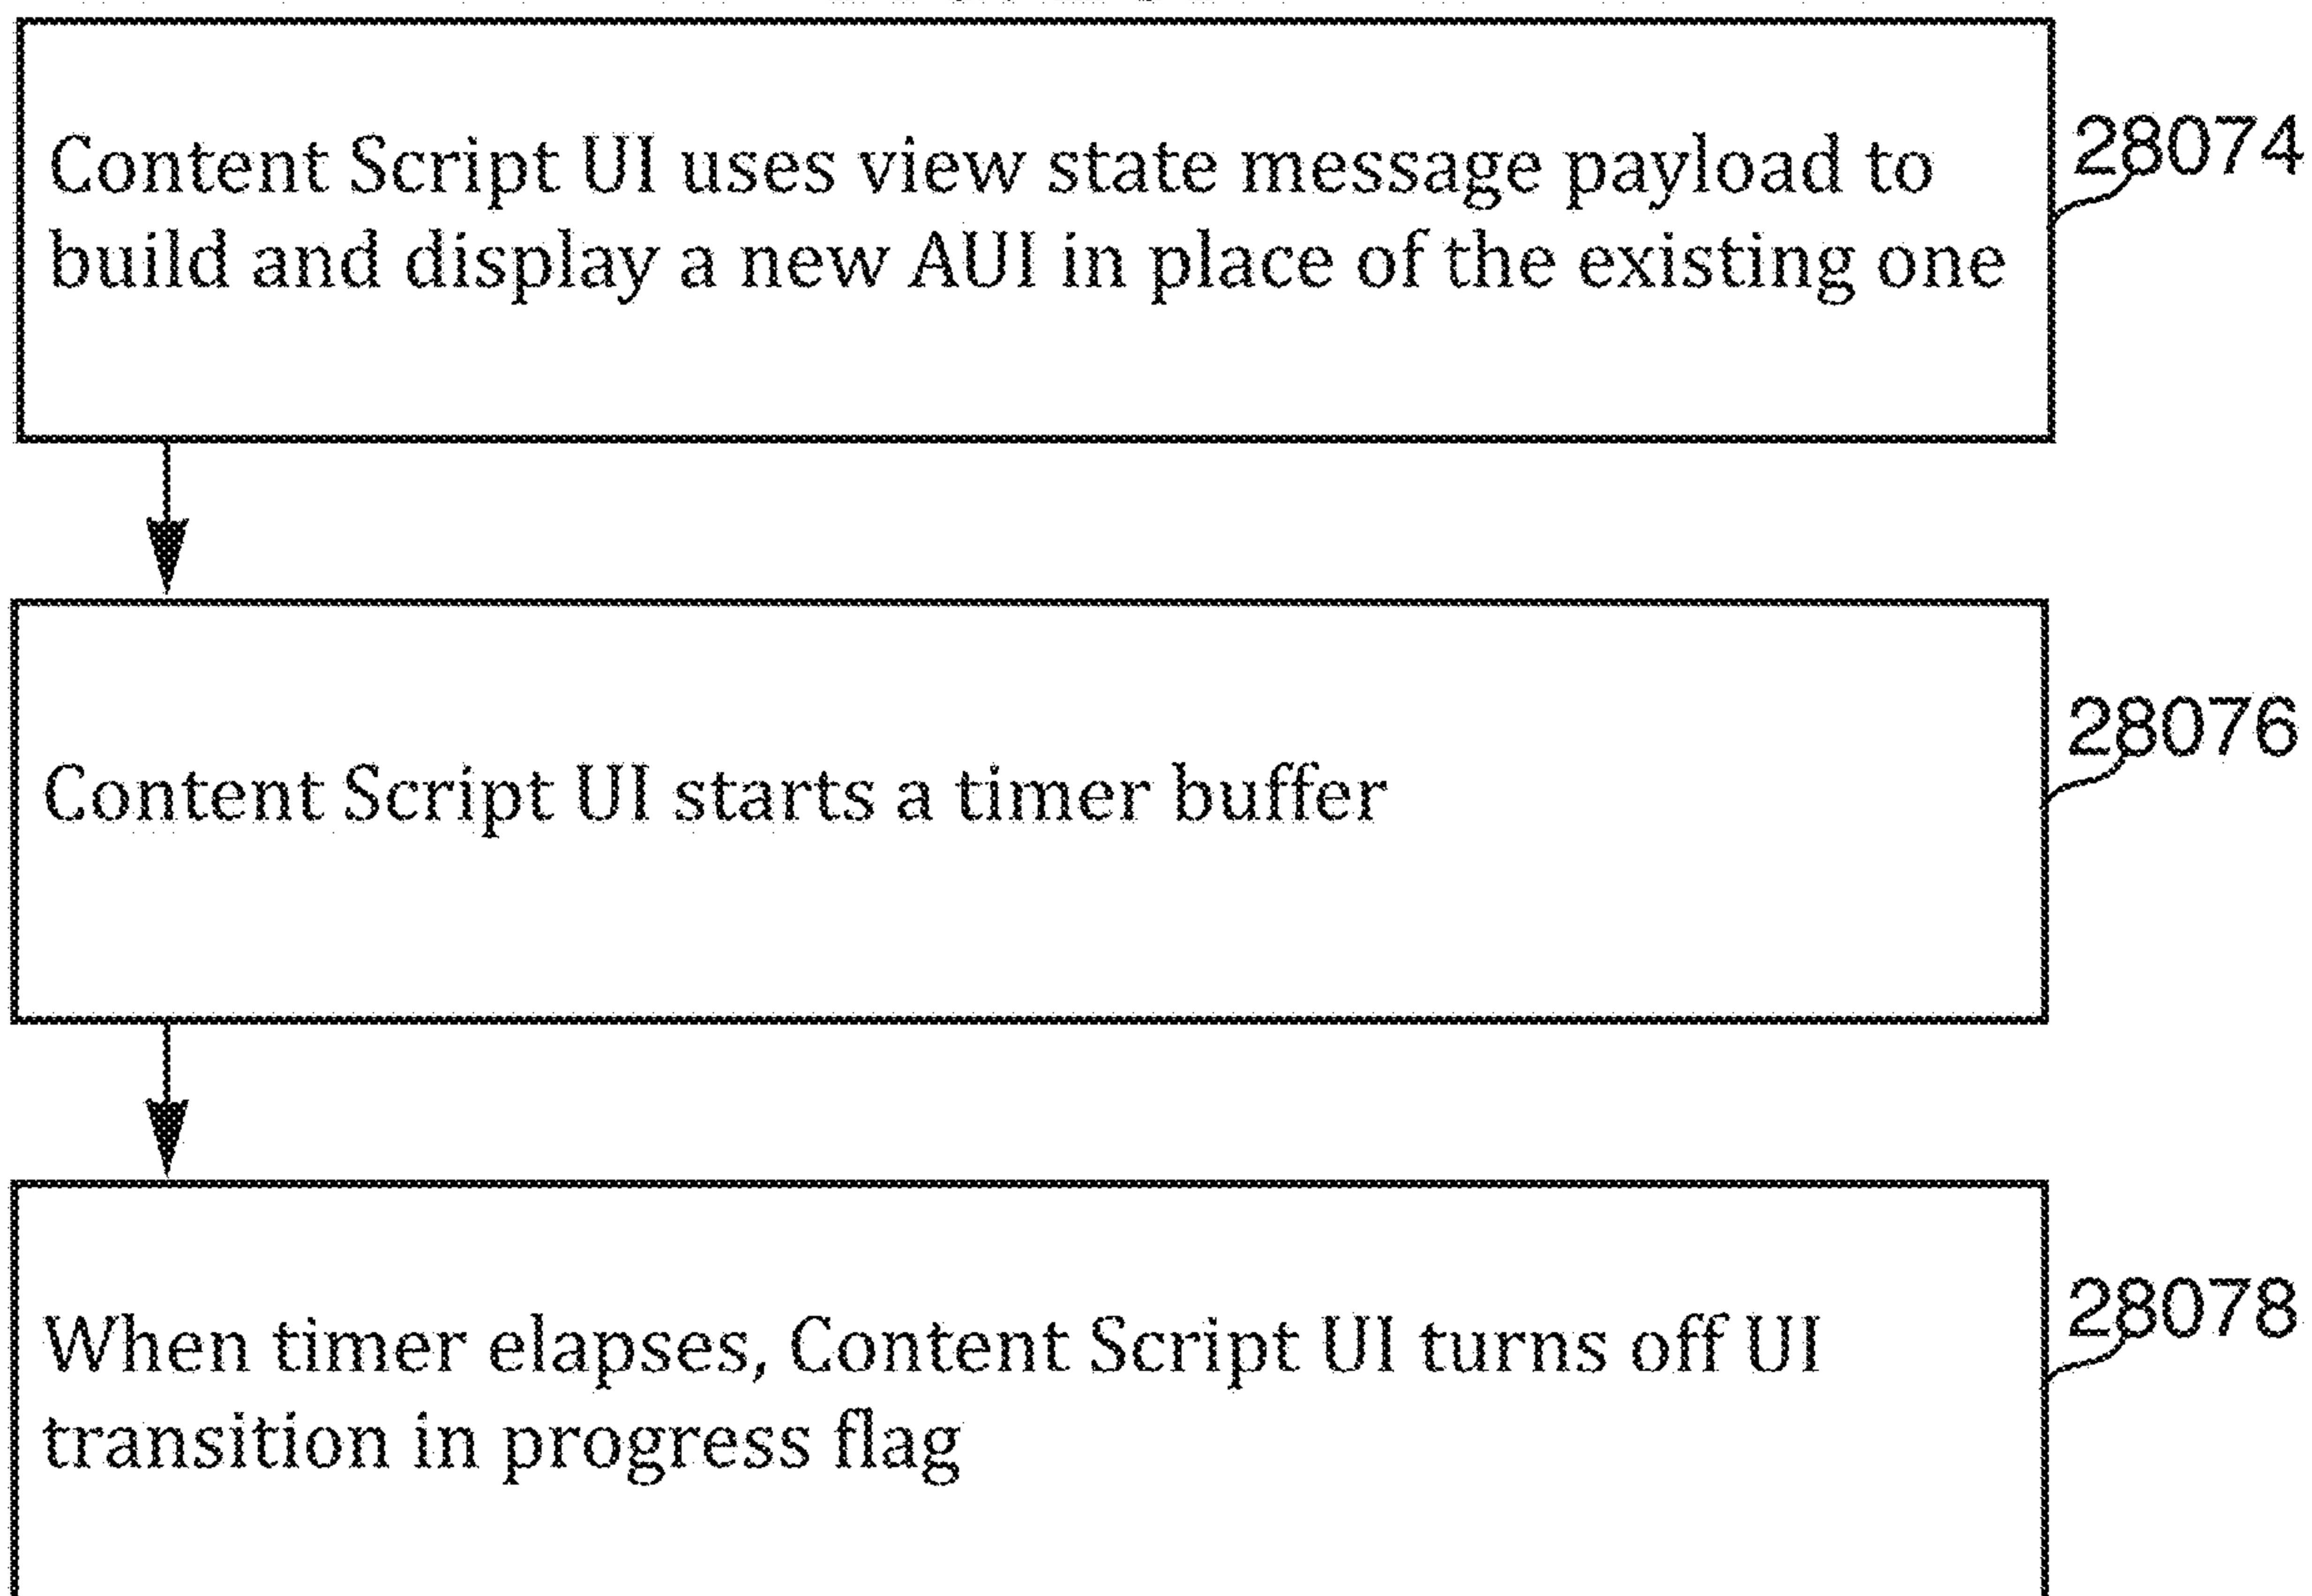 Content Script UI uses view state message payload to
build and display a new AUI in place of the existing one
28074
Content Script UI starts a timer buffer
28076
When timer elapses, Content Script UI turns off UI
transition in progress flag
28078